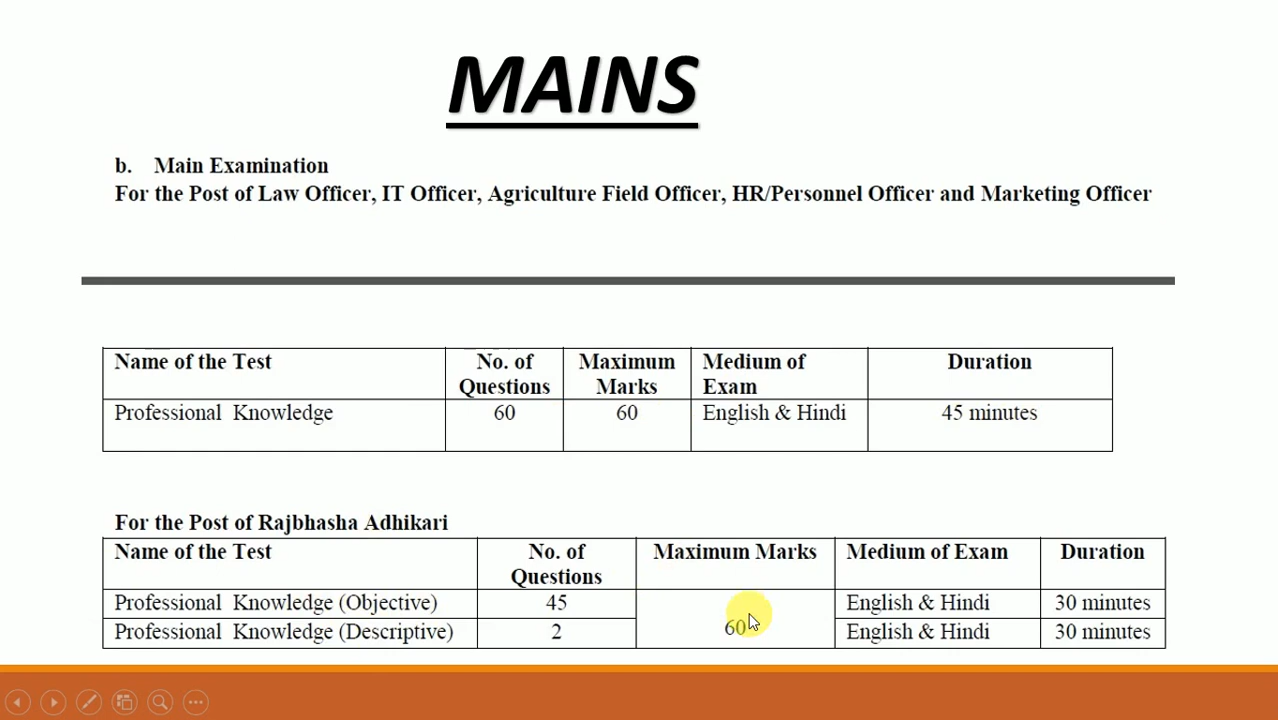 MAINS
b. Main Examination
For the Post of Law Officer, IT Officer, Agriculture Field Officer, HR/Personnel Officer and Marketing Officer
Name of the Test No. of Questions Maximum Marks Medium of Exam Duration
Professional Knowledge 60 60 English & Hindi 45 minutes
For the Post of Rajbhasha Adhikari
Name of the Test No. of Questions Maximum Marks Medium of Exam Duration
Professional Knowledge (Objective) 45 English & Hindi 30 minutes
60
Professional Knowledge (Descriptive) 2 English & Hindi 30 minutes